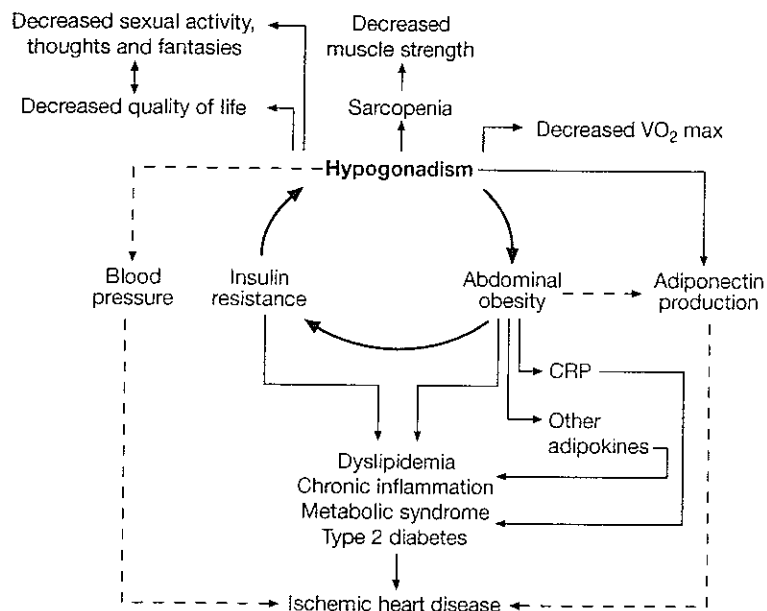 Decreased sexual activity,
thoughts and fantasies
Decreased quality of life
Decreased
muscle strength
Sarcopenia
Decreased VO₂ max
Hypogonadism
Blood
pressure
Insulin
resistance
Abdominal
obesity
Adiponectin
production
CRP
Other
adipokines
Dyslipidemia
Chronic inflammation
Metabolic syndrome
Type 2 diabetes
Ischemic heart disease